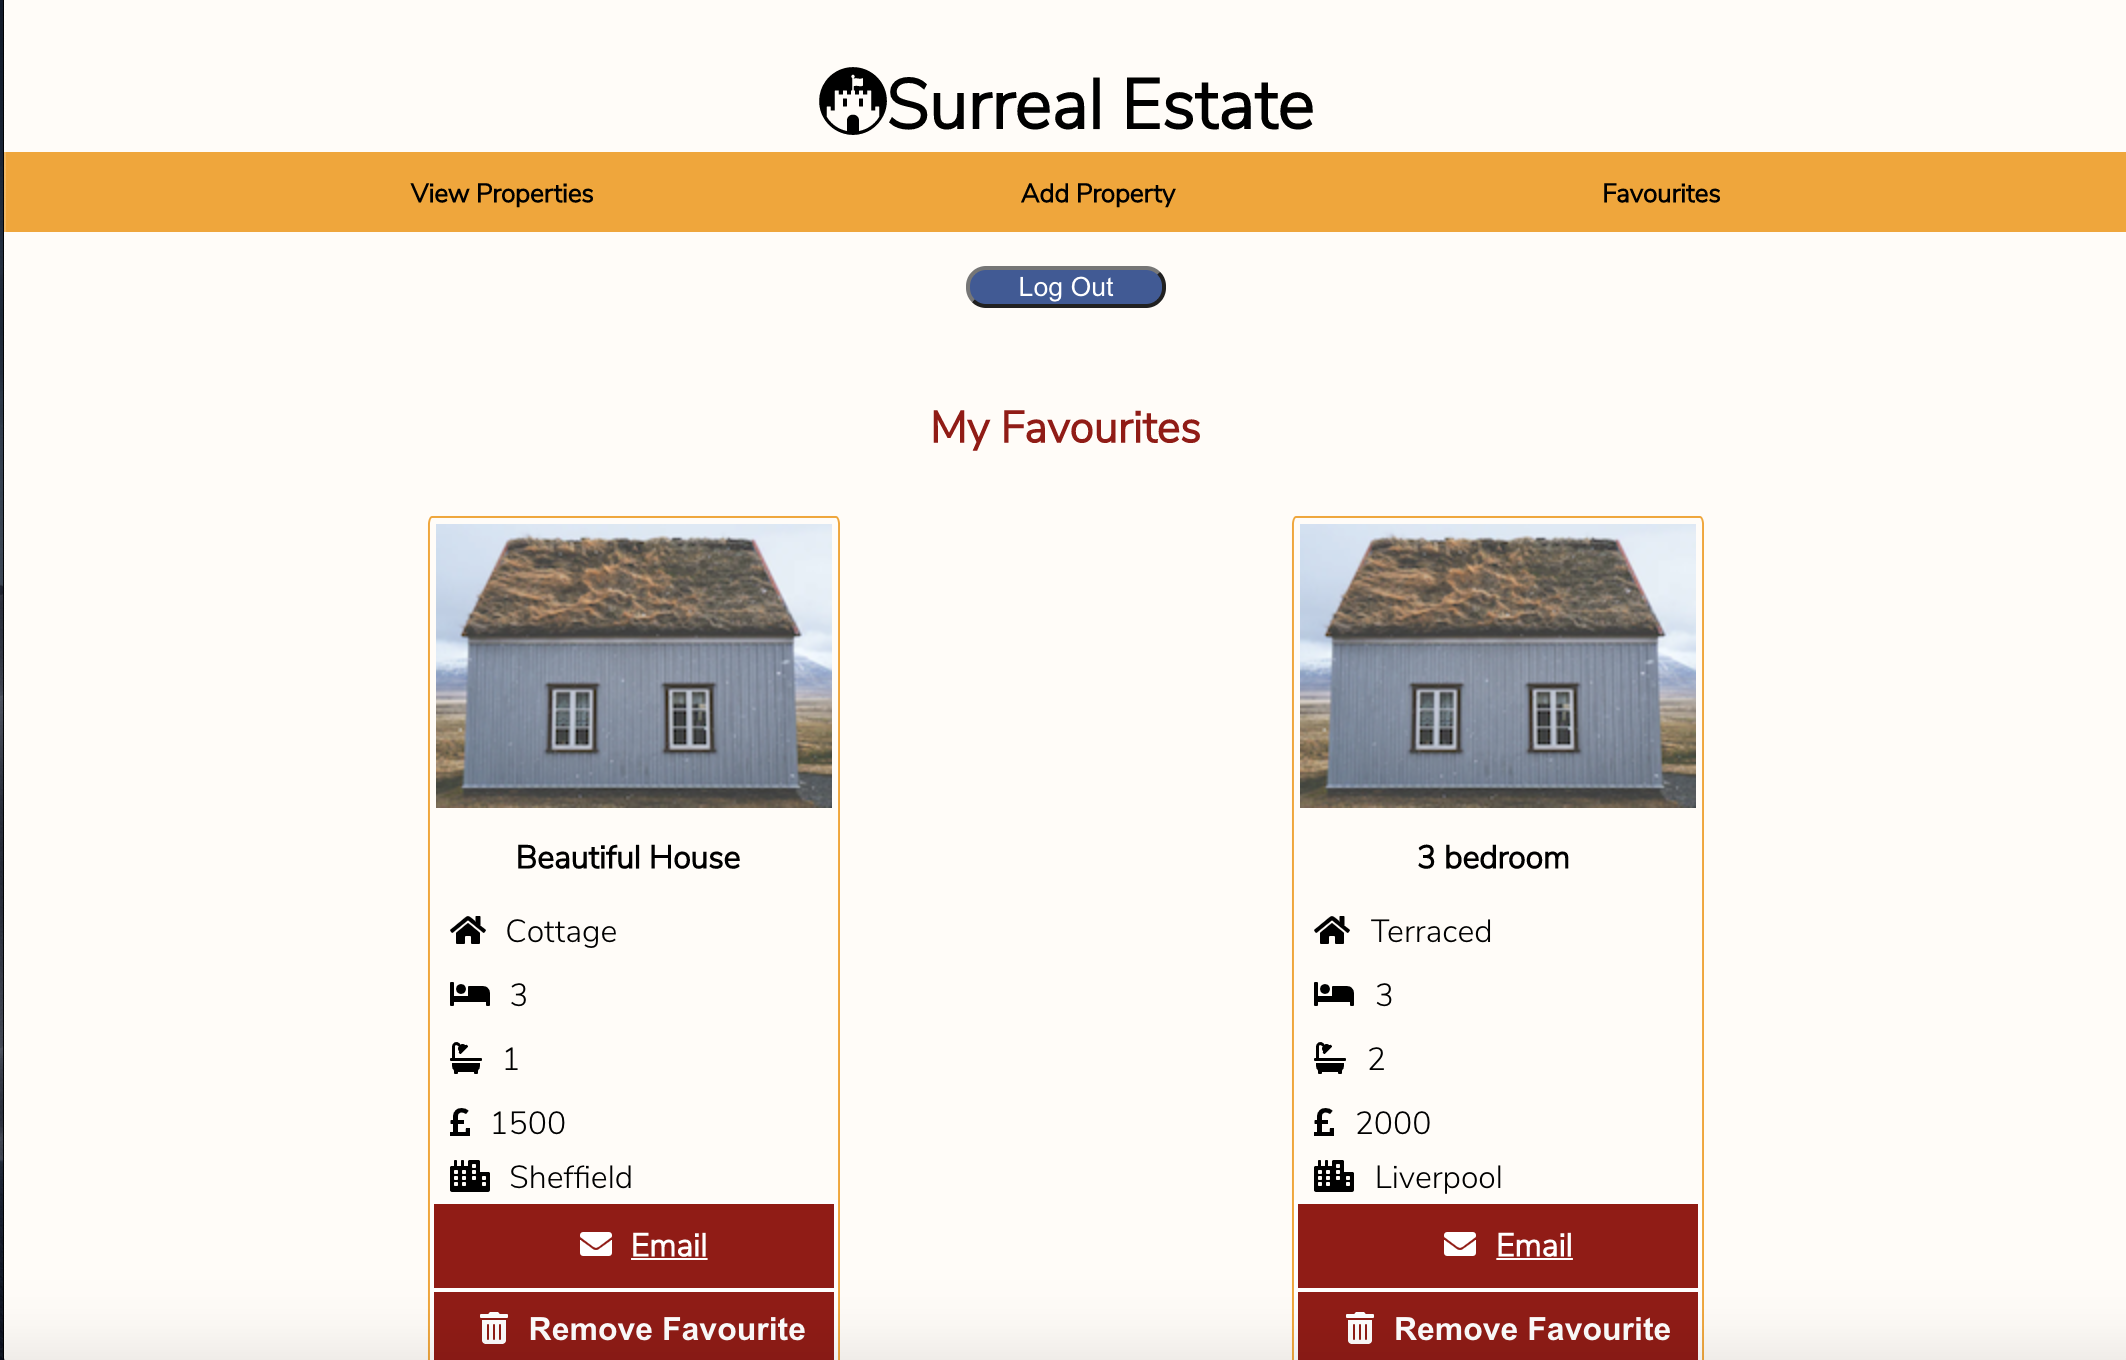 Surreal Estate
View Properties
Add Property
Favourites
Log Out
My Favourites
Beautiful House
Cottage
3
1
£ 1500
Sheffield
Email
Remove Favourite
3 bedroom
Terraced
3
2
£ 2000
Liverpool
Email
Remove Favourite